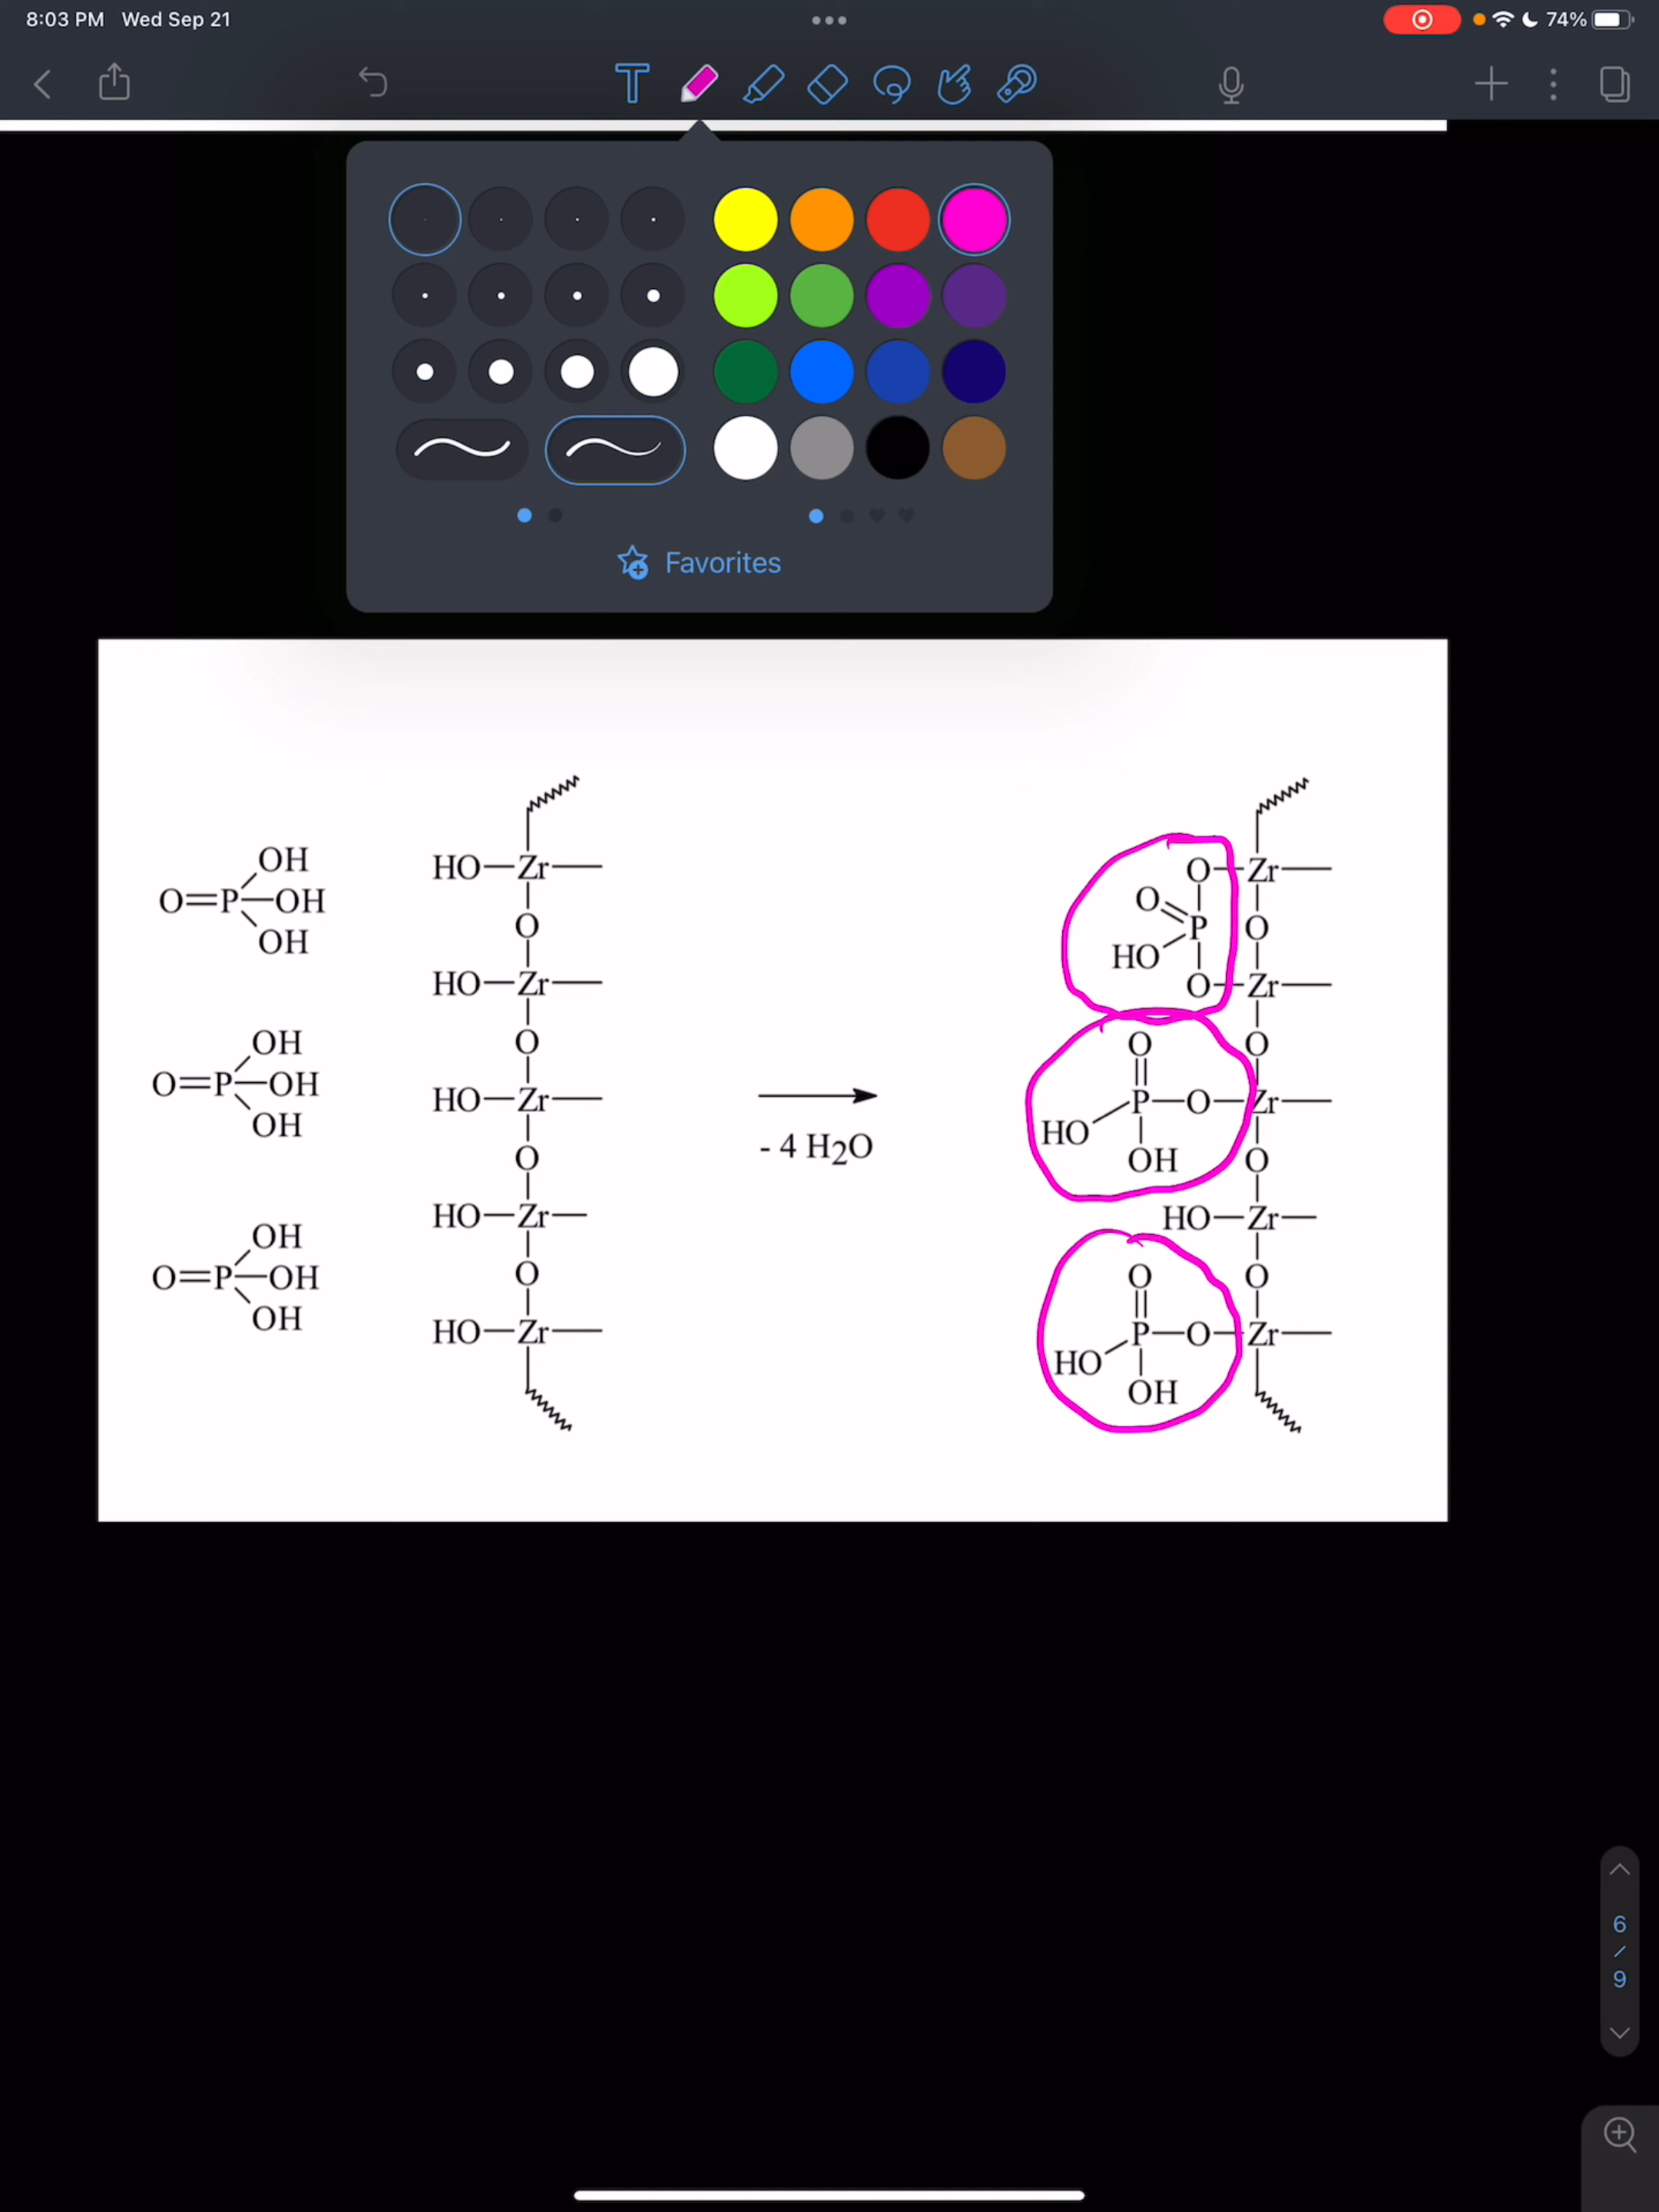 8:03 PM Wed Sep 21
74%
T
Favorites
OH
O=P—OH
OH
OH
O=P—OH
OH
OH
O=P—OH
OH
HO—Zr—
O
HO—Zr—
O
HO—Zr—
O
HO—Zr—
O
HO—Zr—
- 4 H2O
O—Zr—
O
P
O
HO
O—Zr—
O
O
P—O—Zr—
HO
OH
O
HO—Zr—
O
O
P—O—Zr—
HO
OH
6
/
9